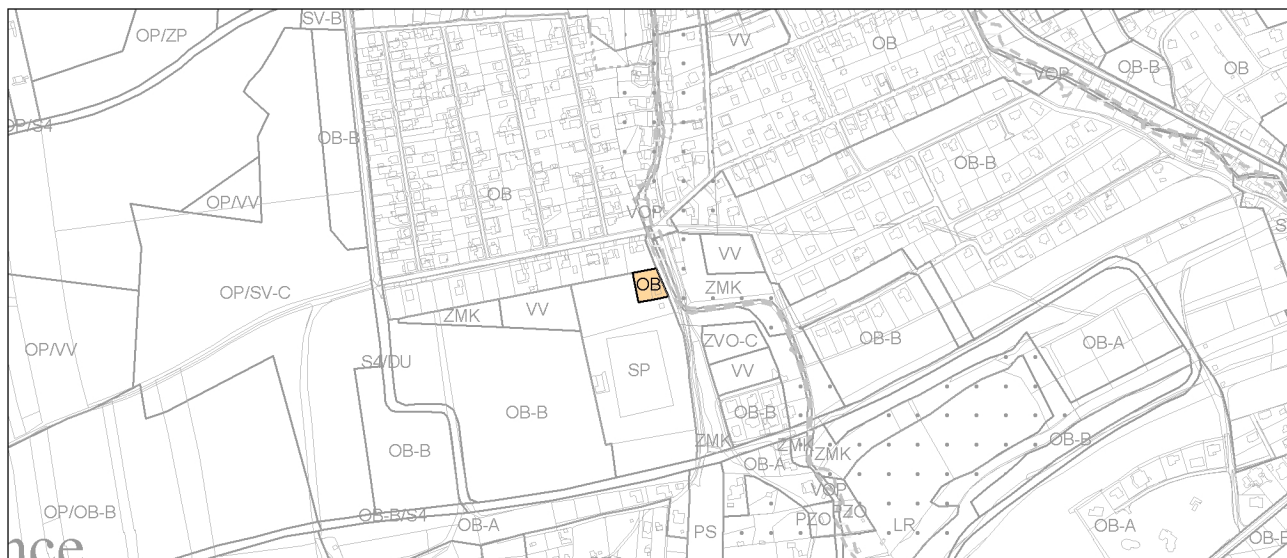 SV-B
OP/ZP
VV
OB
OB-B
OB
VOP
OP/S4
OB-B
OB-B
OB
OP/VV
VOP
VV
OP/SV-C
OB
ZMK
ZMK
VV
OP/VV
S4/DU
ZVO-C
OB-B
OB-A
SP
VV
OB-B
OB-B
OB-B
ZMK
ZMK
OB-B
ZMK
OB-A
VOP
OP/OB-B
OB-B/S4
OB-A
PS
PZO
PZO
LR
OB-A
nce